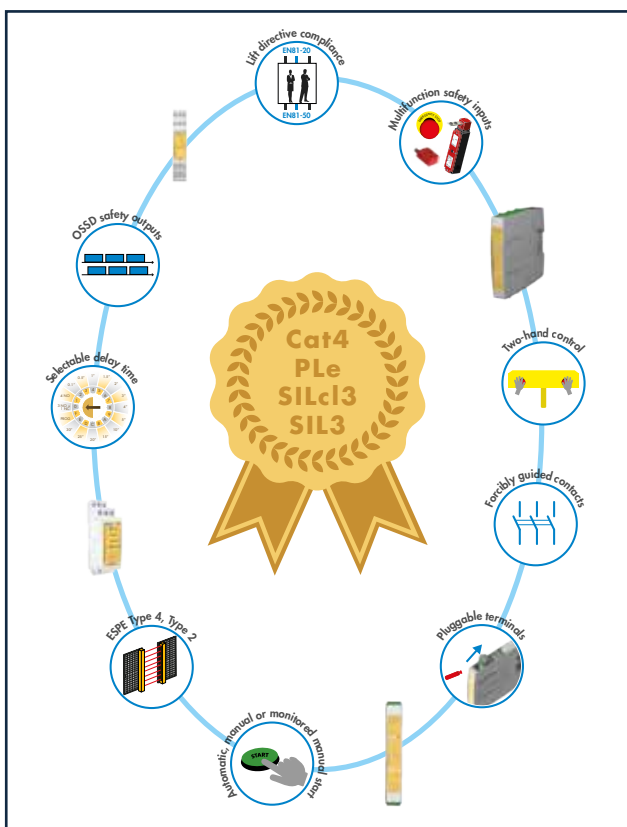 Lift directive compliance
EN81-20
EN81-50
Multifunction safety inputs
OSSD safety outputs
Two-hand control
Selectable delay time
Cat4
PLe
SILcl3
SIL3
Forcibly guided contacts
ESPE Type 4, Type 2
Pluggable terminals
Automatic, manual or monitored manual start
START